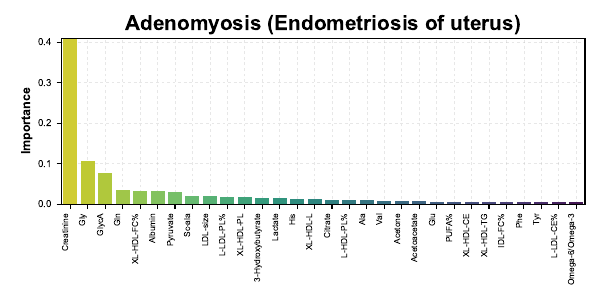 Adenomyosis (Endometriosis of uterus)
Importance
0.4
0.3
0.2
0.1
0.0
Creatinine
Gly
GlycA
Gln
XL-HDL-FC%
Albumin
Pyruvate
LDL-size
L-LDL-PL%
XL-HDL-PL
3-Hydroxybutyrate
Lactate
His
XL-HDL-L
Citrate
L-HDL-PL%
Ala
Val
Acetone
Acetoacetate
Glu
PUFA%
XL-HDL-CE
XL-HDL-TG
IDL-FC%
Phe
Tyr
L-LDL-CE%
Omega-6/Omega-3